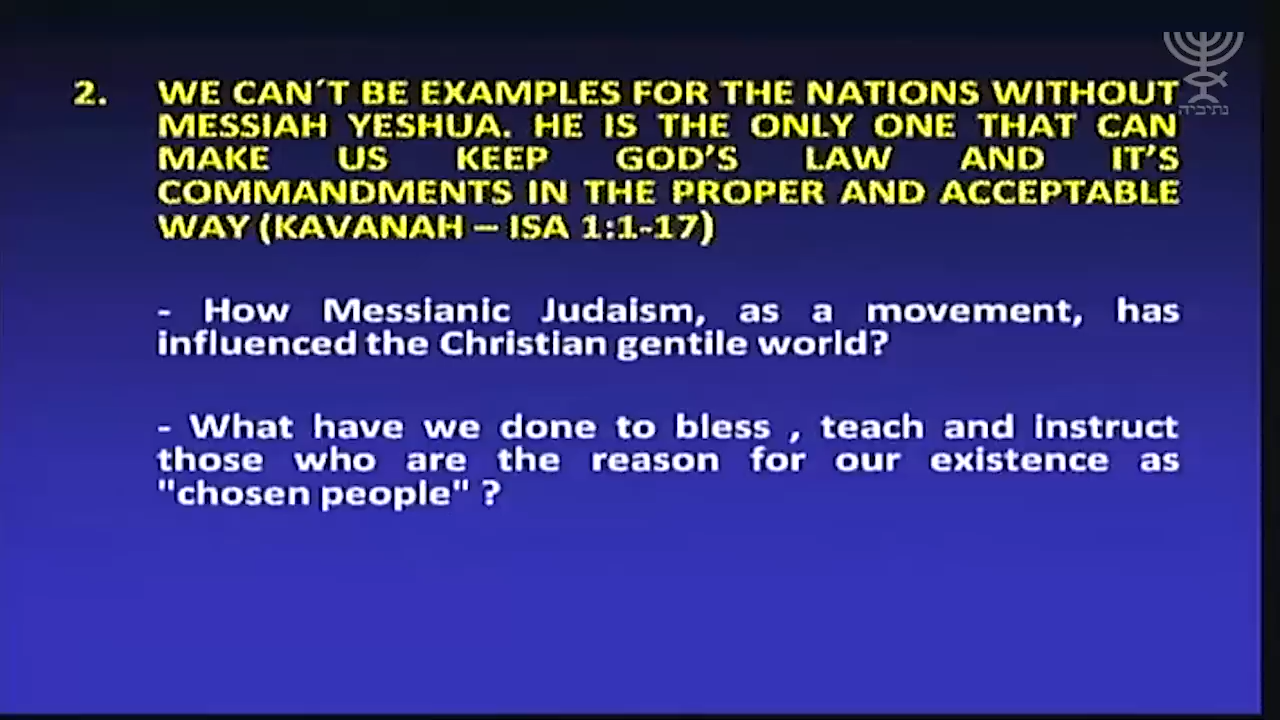 נתיביה
2. WE CAN´T BE EXAMPLES FOR THE NATIONS WITHOUT
MESSIAH YESHUA. HE IS THE ONLY ONE THAT CAN
MAKE US KEEP GOD’S LAW AND IT’S
COMMANDMENTS IN THE PROPER AND ACCEPTABLE
WAY (KAVANAH – ISA 1:1-17)
- How Messianic Judaism, as a movement, has
influenced the Christian gentile world?
- What have we done to bless , teach and instruct
those who are the reason for our existence as
"chosen people" ?